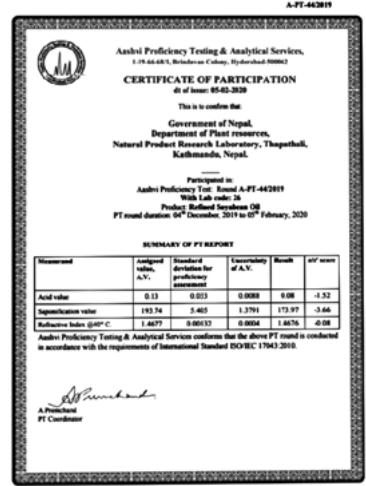 A-PT-44/2019
Aashvi Proficiency Testing & Analytical Services,
1-19-66-68/1, Brindavan Colony, Hyderabad-500062
CERTIFICATE OF PARTICIPATION
dt of issue: 05-02-2020
This is to confirm that
Government of Nepal,
Department of Plant resources,
Natural Product Research Laboratory, Thapathali,
Kathmandu, Nepal.
Participated in:
Aashvi Proficiency Test: Round A-PT-44/2019
With Lab code: 26
Product: Refined Soyabean Oil
PT round duration: 04th December, 2019 to 05th February, 2020
SUMMARY OF PT REPORT
Measurand Assigned value, A.V. Standard deviation for proficiency assessment Uncertainty of A.V. Result z/z' score
Acid value 0.13 0.033 0.0088 0.08 -1.52
Saponification value 193.74 5.405 1.3791 173.97 -3.66
Refractive Index @40° C 1.4677 0.00132 0.0004 1.4676 -0.08
Aashvi Proficiency Testing & Analytical Services conforms that the above PT round is conducted
in accordance with the requirements of International Standard ISO/IEC 17043:2010.
A Premchand
A.Premchand
PT Coordinator